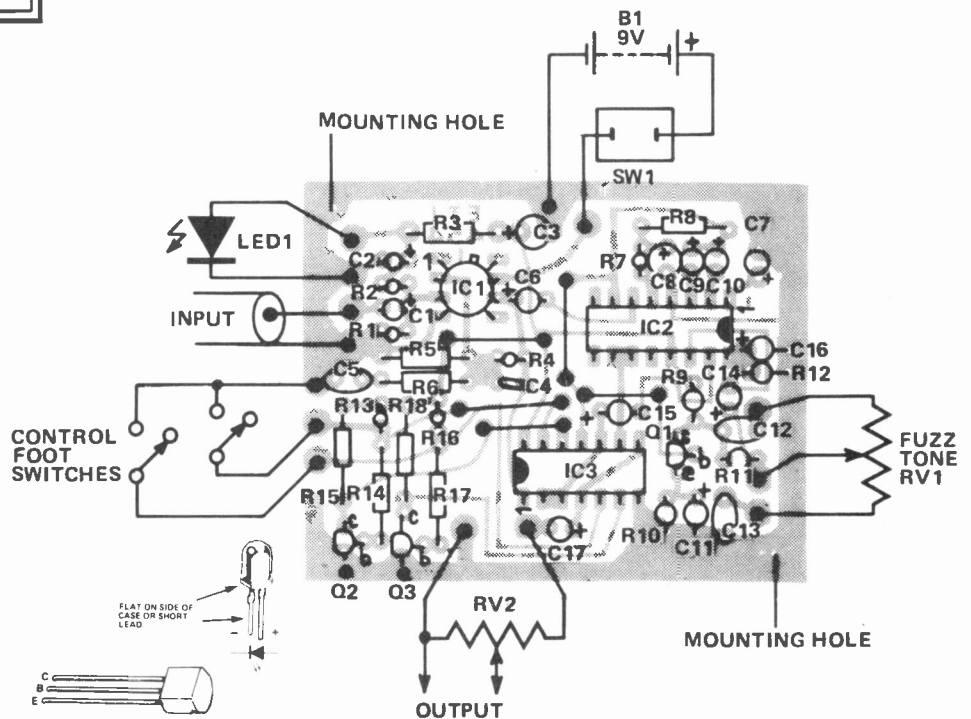 B1
9V
+
MOUNTING HOLE
SW1
LED1
R3
+
C3
R8
C7
C2
+
1
R7
+
+
+
C8
C9
C10
+
R2
IC1
C6
+
INPUT
C1
+
IC2
1
R1
R5
R4
+
C16
C5
R6
C4
R9
C14
R12
R13
R18
R16
C15
+
+
C12
CONTROL
FOOT
SWITCHES
Q1
c
b
e
R11
FUZZ
TONE
RV1
IC3
1
R15
R14
R17
c
c
b
b
R10
+
C11
C13
C17
+
Q2
Q3
RV2
FLAT ON SIDE OF
CASE OR SHORT
LEAD
- +
MOUNTING HOLE
C
B
E
OUTPUT